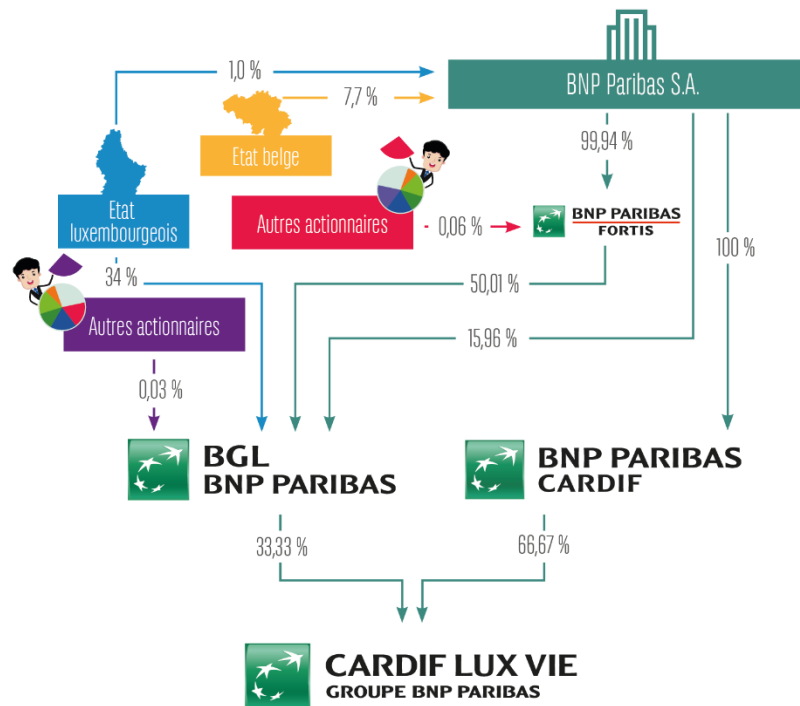 1,0 %
BNP Paribas S.A.
7,7 %
Etat belge
99,94 %
Etat
luxembourgeois
Autres actionnaires
0,06 %
BNP PARIBAS
FORTIS
100 %
34 %
50,01 %
Autres actionnaires
15,96 %
0,03 %
BGL
BNP PARIBAS
BNP PARIBAS
CARDIF
33,33 %
66,67 %
CARDIF LUX VIE
GROUPE BNP PARIBAS